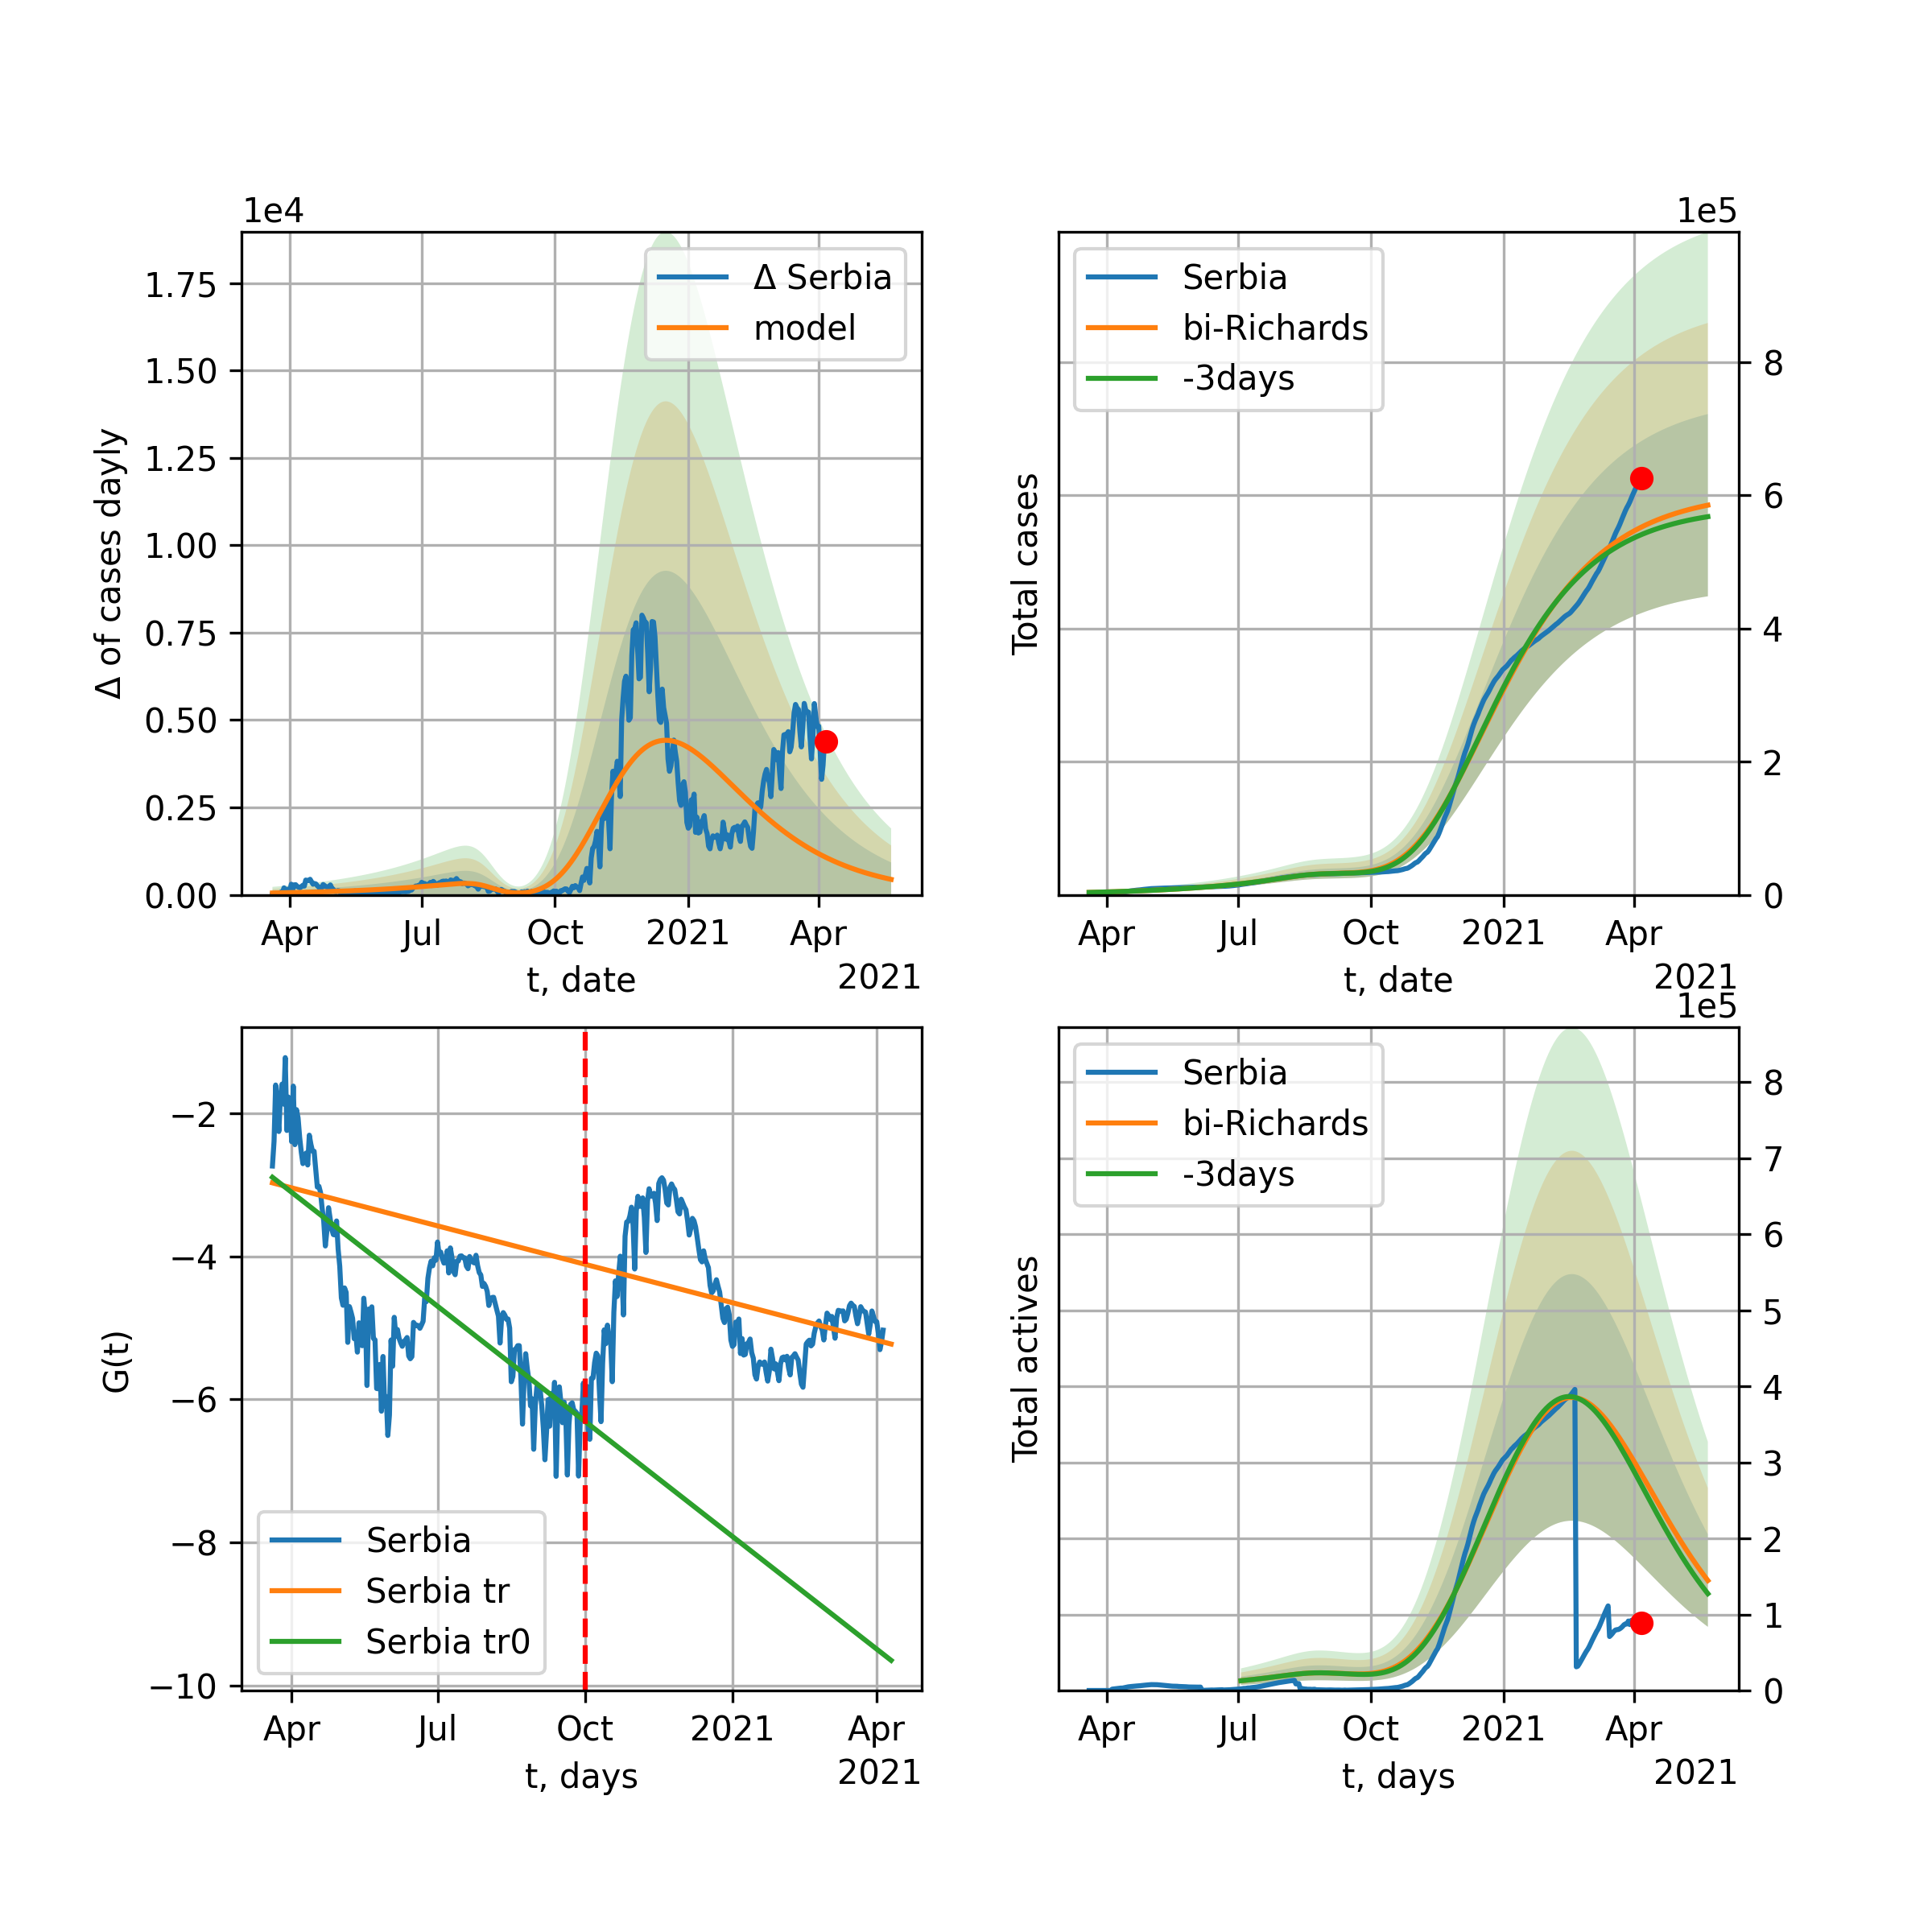 1e4
Δ of cases dayly
1.75
1.50
1.25
1.00
0.75
0.50
0.25
0.00
Δ Serbia
model
Apr Jul Oct 2021 Apr
t, date
2021
1e5
Total cases
Serbia
bi-Richards
-3days
8
6
4
2
0
Apr Jul Oct 2021 Apr
t, date
2021
G(t)
−2
−4
−6
−8
−10
Serbia
Serbia tr
Serbia tr0
Apr Jul Oct 2021 Apr
t, days
2021
1e5
Total actives
Serbia
bi-Richards
-3days
8
7
6
5
4
3
2
1
0
Apr Jul Oct 2021 Apr
t, days
2021